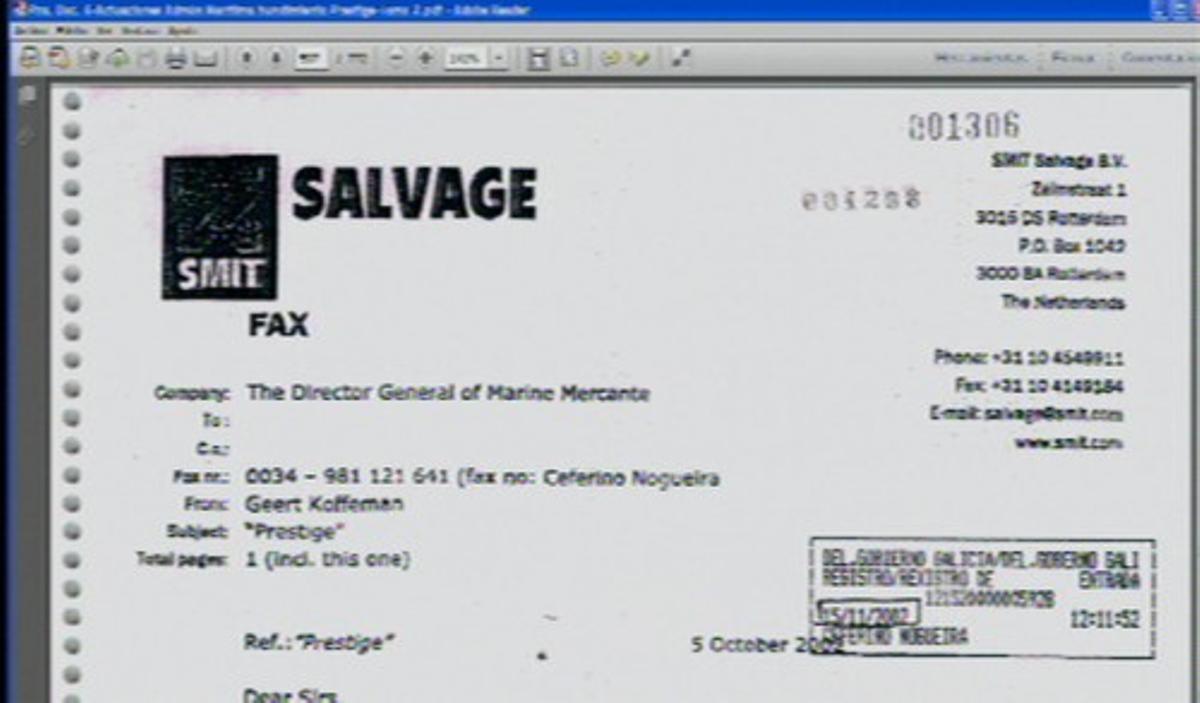 001306
SALVAGE
SMIT
FAX
SMIT Salvage B.V.
Zalmstraat 1
3016 DS Rotterdam
P.O. Box 1042
3000 BA Rotterdam
The Netherlands
Phone: +31 10 4549911
Fax: +31 10 4149184
E-mail: salvage@smit.com
www.smit.com
Company: The Director General of Marine Mercante
To:
Fax nr.: 0034 – 981 121 641 (fax no: Ceferino Nogueira
From: Geert Koffeman
Subject: "Prestige"
Total pages: 1 (incl. this one)
DEL.GOBIERNO GALICIA/DEL.GOBERNO GALI
REGISTRO/REXISTRO DE ENTRADA
15/11/2002 12:11:52
CEFERINO NOGUEIRA
Ref.: "Prestige" 5 October 2002
Dear Sirs,